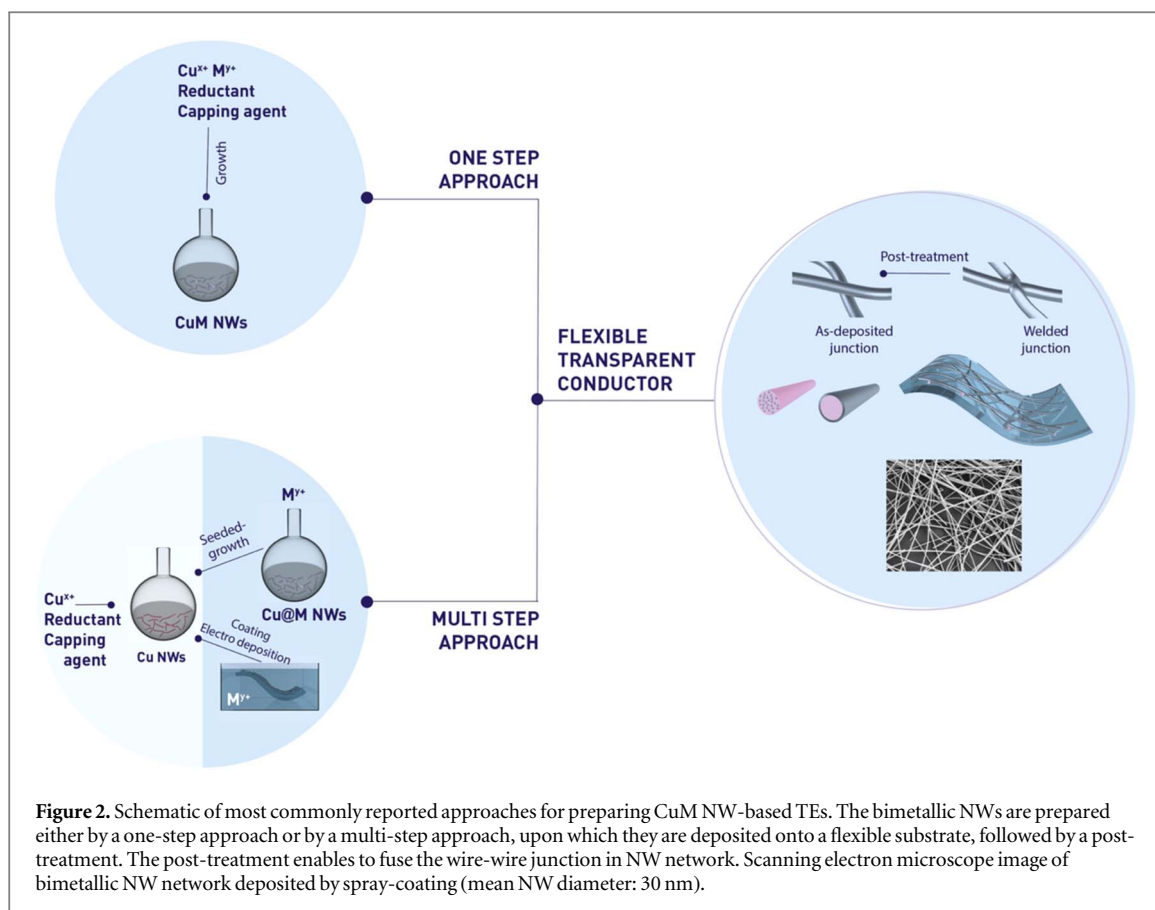 Cuˣ⁺ Mʸ⁺
Reductant
Capping agent
Growth
CuM NWs
ONE STEP
APPROACH
FLEXIBLE
TRANSPARENT
CONDUCTOR
Post-treatment
As-deposited
junction
Welded
junction
Mʸ⁺
Seeded-
growth
Cu@M NWs
Cuˣ⁺
Reductant
Capping
agent
Cu NWs
Coating
Electro deposition
Mʸ⁺
MULTI STEP
APPROACH
Figure 2. Schematic of most commonly reported approaches for preparing CuM NW-based TEs. The bimetallic NWs are prepared
either by a one-step approach or by a multi-step approach, upon which they are deposited onto a flexible substrate, followed by a post-
treatment. The post-treatment enables to fuse the wire-wire junction in NW network. Scanning electron microscope image of
bimetallic NW network deposited by spray-coating (mean NW diameter: 30 nm).